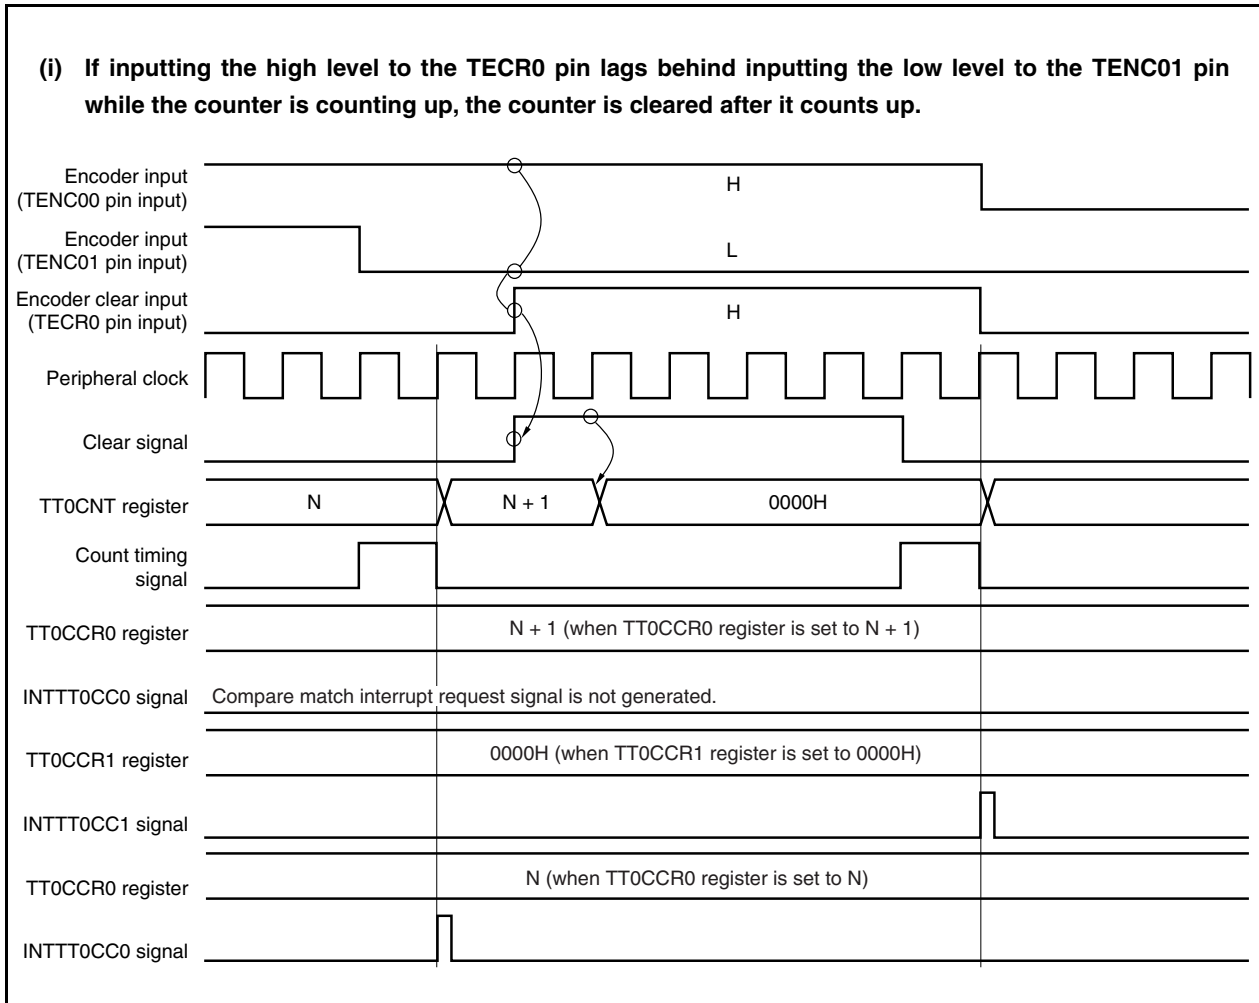 (i) If inputting the high level to the TECR0 pin lags behind inputting the low level to the TENC01 pin
while the counter is counting up, the counter is cleared after it counts up.
Encoder input
(TENC00 pin input)
H
Encoder input
(TENC01 pin input)
L
Encoder clear input
(TECR0 pin input)
H
Peripheral clock
Clear signal
TT0CNT register
N
N + 1
0000H
Count timing
signal
TT0CCR0 register
N + 1 (when TT0CCR0 register is set to N + 1)
INTTT0CC0 signal
Compare match interrupt request signal is not generated.
TT0CCR1 register
0000H (when TT0CCR1 register is set to 0000H)
INTTT0CC1 signal
TT0CCR0 register
N (when TT0CCR0 register is set to N)
INTTT0CC0 signal